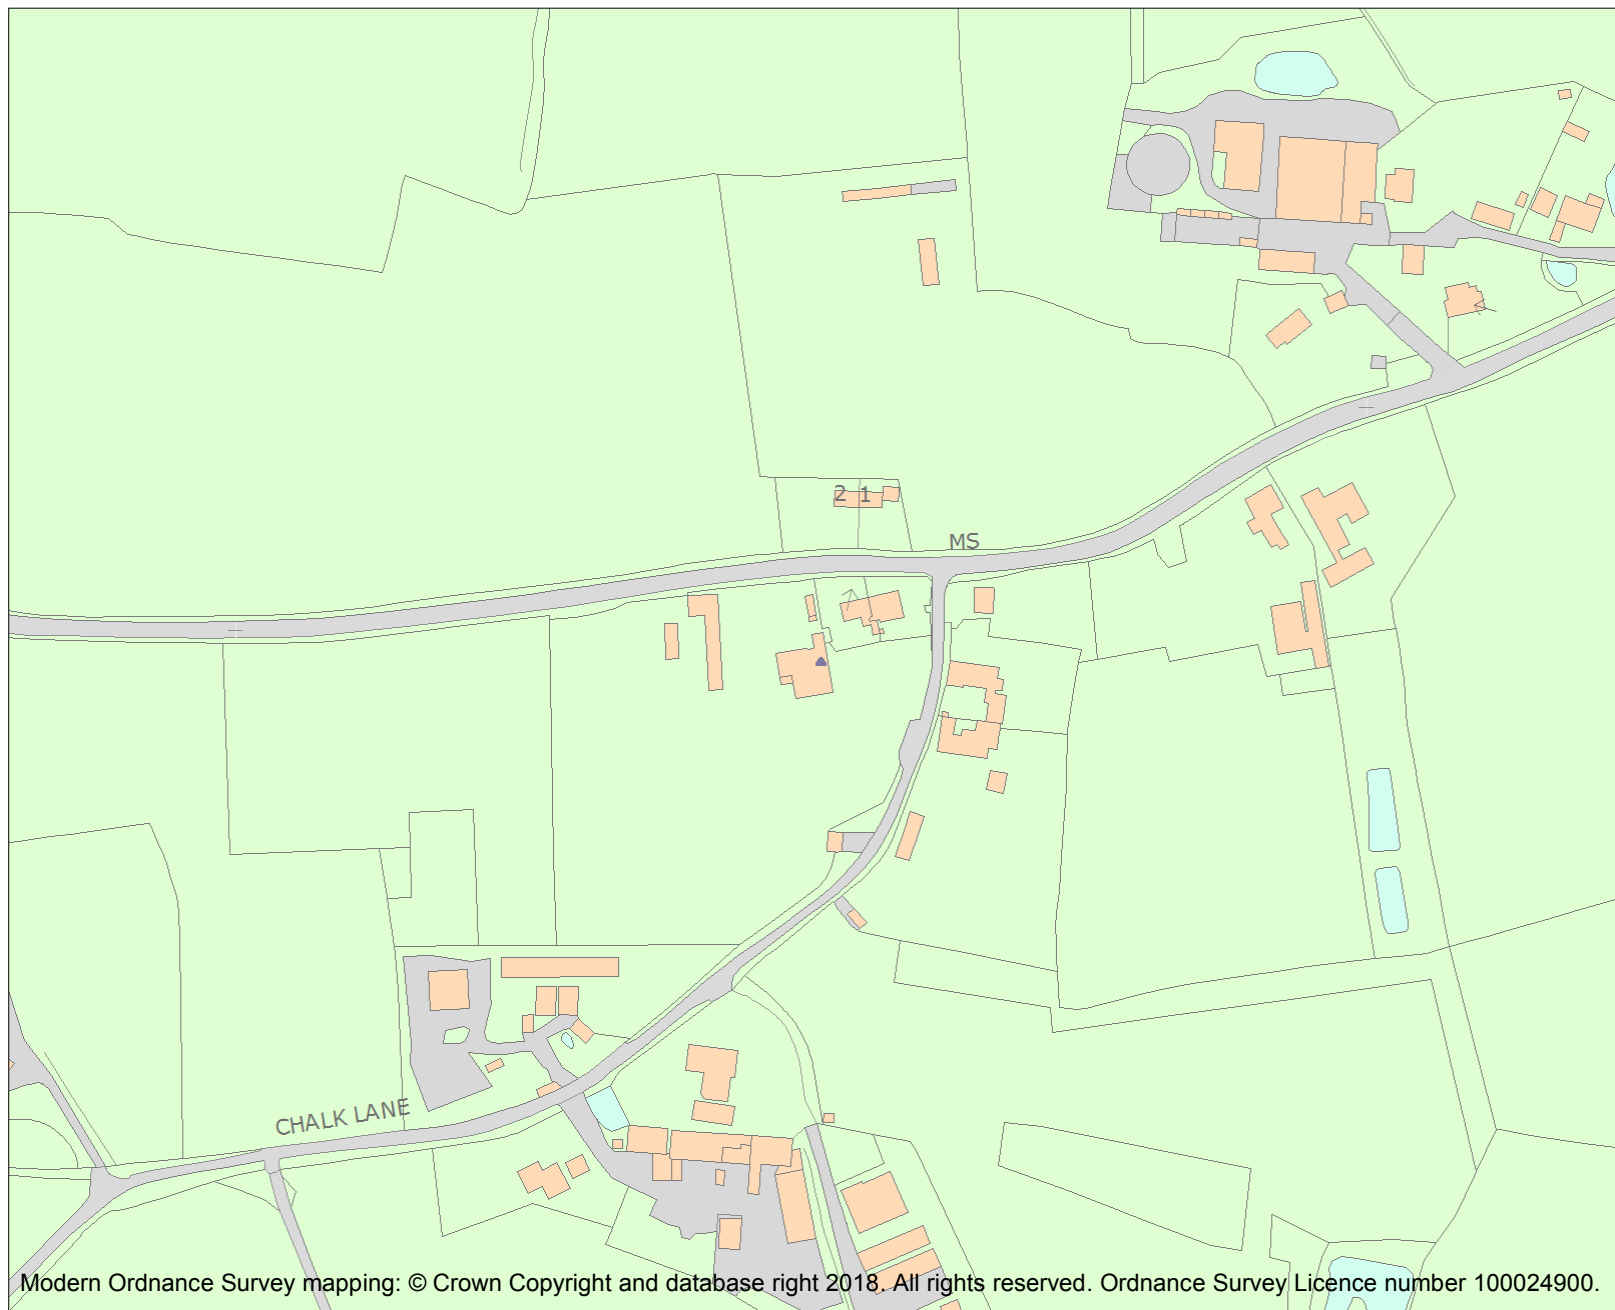 2 1
MS
CHALK LANE
Modern Ordnance Survey mapping: © Crown Copyright and database right 2018. All rights reserved. Ordnance Survey Licence number 100024900.